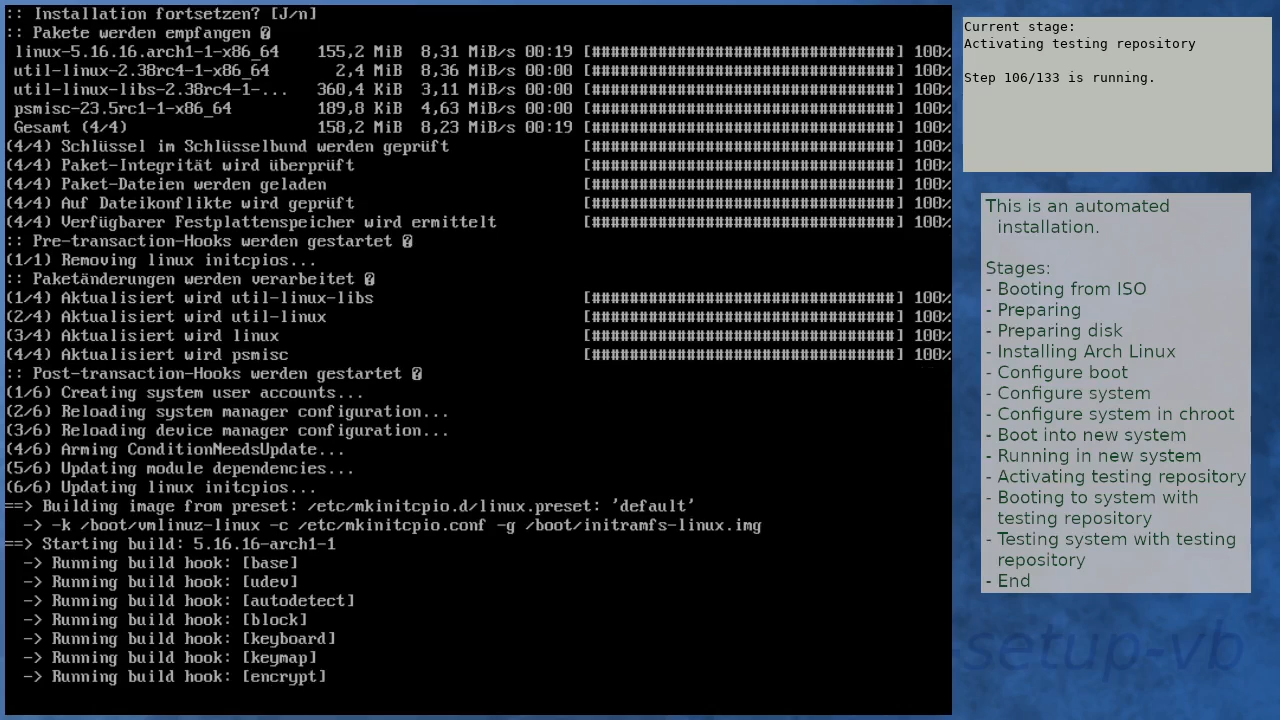 :: Installation fortsetzen? [J/n]
:: Pakete werden empfangen �
linux-5.16.16.arch1-1-x86_64 155,2 MiB 8,31 MiB/s 00:19 [################################] 100%
util-linux-2.38rc4-1-x86_64 2,4 MiB 8,36 MiB/s 00:00 [################################] 100%
util-linux-libs-2.38rc4-1-... 360,4 KiB 3,11 MiB/s 00:00 [################################] 100%
psmisc-23.5rc1-1-x86_64 189,8 KiB 4,63 MiB/s 00:00 [################################] 100%
Gesamt (4/4) 158,2 MiB 8,23 MiB/s 00:19 [################################] 100%
(4/4) Schlüssel im Schlüsselbund werden geprüft [################################] 100%
(4/4) Paket-Integrität wird überprüft [################################] 100%
(4/4) Paket-Dateien werden geladen [################################] 100%
(4/4) Auf Dateikonflikte wird geprüft [################################] 100%
(4/4) Verfügbarer Festplattenspeicher wird ermittelt [################################] 100%
:: Pre-transaction-Hooks werden gestartet �
(1/1) Removing linux initcpios...
:: Paketänderungen werden verarbeitet �
(1/4) Aktualisiert wird util-linux-libs [################################] 100%
(2/4) Aktualisiert wird util-linux [################################] 100%
(3/4) Aktualisiert wird linux [################################] 100%
(4/4) Aktualisiert wird psmisc [################################] 100%
:: Post-transaction-Hooks werden gestartet �
(1/6) Creating system user accounts...
(2/6) Reloading system manager configuration...
(3/6) Reloading device manager configuration...
(4/6) Arming ConditionNeedsUpdate...
(5/6) Updating module dependencies...
(6/6) Updating linux initcpios...
==> Building image from preset: /etc/mkinitcpio.d/linux.preset: 'default'
-> -k /boot/vmlinuz-linux -c /etc/mkinitcpio.conf -g /boot/initramfs-linux.img
==> Starting build: 5.16.16-arch1-1
-> Running build hook: [base]
-> Running build hook: [udev]
-> Running build hook: [autodetect]
-> Running build hook: [block]
-> Running build hook: [keyboard]
-> Running build hook: [keymap]
-> Running build hook: [encrypt]
Current stage:
Activating testing repository
Step 106/133 is running.
This is an automated
installation.
Stages:
- Booting from ISO
- Preparing
- Preparing disk
- Installing Arch Linux
- Configure boot
- Configure system
- Configure system in chroot
- Boot into new system
- Running in new system
- Activating testing repository
- Booting to system with
testing repository
- Testing system with testing
repository
- End
-setup-vb